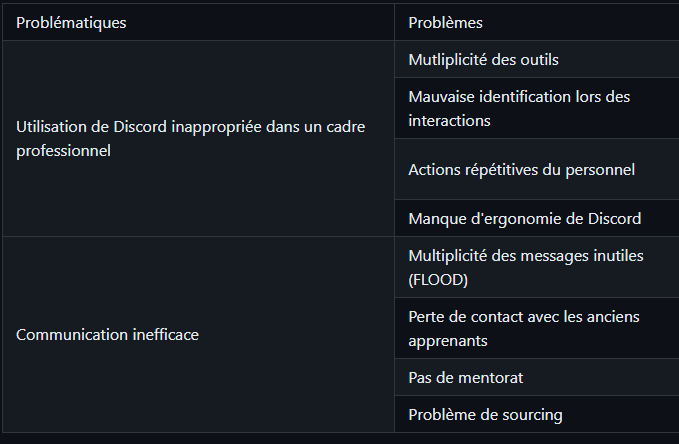 Problématiques
Problèmes
Utilisation de Discord inappropriée dans un cadre
professionnel
Mutliplicité des outils
Mauvaise identification lors des
interactions
Actions répétitives du personnel
Manque d'ergonomie de Discord
Communication inefficace
Multiplicité des messages inutiles
(FLOOD)
Perte de contact avec les anciens
apprenants
Pas de mentorat
Problème de sourcing